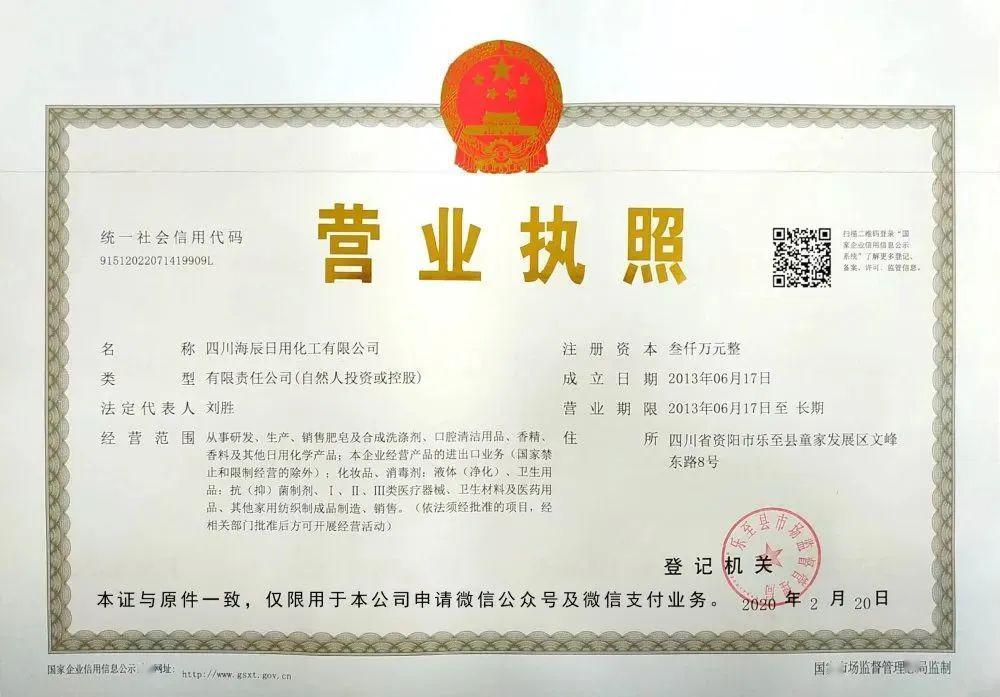 营业执照
统一社会信用代码
91512022071419909L
扫描二维码登录“国
家企业信用信息公示
系统”了解更多登记、
备案、许可、监管信息。
名 称 四川海辰日用化工有限公司
类 型 有限责任公司(自然人投资或控股)
法定代表人 刘胜
经营范围 从事研发、生产、销售肥皂及合成洗涤剂、口腔清洁用品、香精、
香料及其他日用化学产品；本企业经营产品的进出口业务（国家禁
止和限制经营的除外）；化妆品、消毒剂：液体（净化）、卫生用
品：抗（抑）菌制剂、Ⅰ、Ⅱ、Ⅲ类医疗器械、卫生材料及医药用
品、其他家用纺织制成品制造、销售。（依法须经批准的项目，经
相关部门批准后方可开展经营活动）
注册资本 叁仟万元整
成立日期 2013年06月17日
营业期限 2013年06月17日至 长期
住 所 四川省资阳市乐至县童家发展区文峰
东路8号
登记机关
乐至县市场监督管理局
本证与原件一致，仅限用于本公司申请微信公众号及微信支付业务。
2020 年 2 月 20日
国家企业信用信息公示 网址： http://www.gsxt.gov.cn
国 市场监督管理 局监制